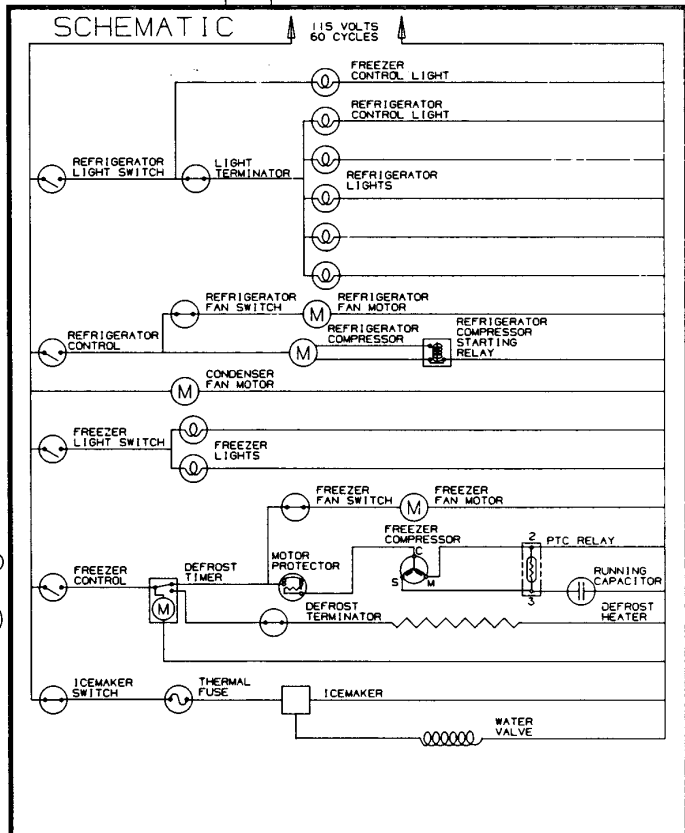 SCHEMATIC
115 VOLTS
60 CYCLES
FREEZER
CONTROL LIGHT
REFRIGERATOR
CONTROL LIGHT
REFRIGERATOR
LIGHT SWITCH
LIGHT
TERMINATOR
REFRIGERATOR
LIGHTS
REFRIGERATOR
FAN SWITCH
REFRIGERATOR
FAN MOTOR
M
REFRIGERATOR
CONTROL
REFRIGERATOR
COMPRESSOR
M
REFRIGERATOR
COMPRESSOR
STARTING
RELAY
CONDENSER
FAN MOTOR
M
FREEZER
LIGHT SWITCH
FREEZER
LIGHTS
FREEZER
FAN SWITCH
FREEZER
FAN MOTOR
M
FREEZER
COMPRESSOR
C
S
M
2
PTC RELAY
3
RUNNING
CAPACITOR
FREEZER
CONTROL
DEFROST
TIMER
M
MOTOR
PROTECTOR
DEFROST
TERMINATOR
DEFROST
HEATER
ICEMAKER
SWITCH
THERMAL
FUSE
ICEMAKER
WATER
VALVE